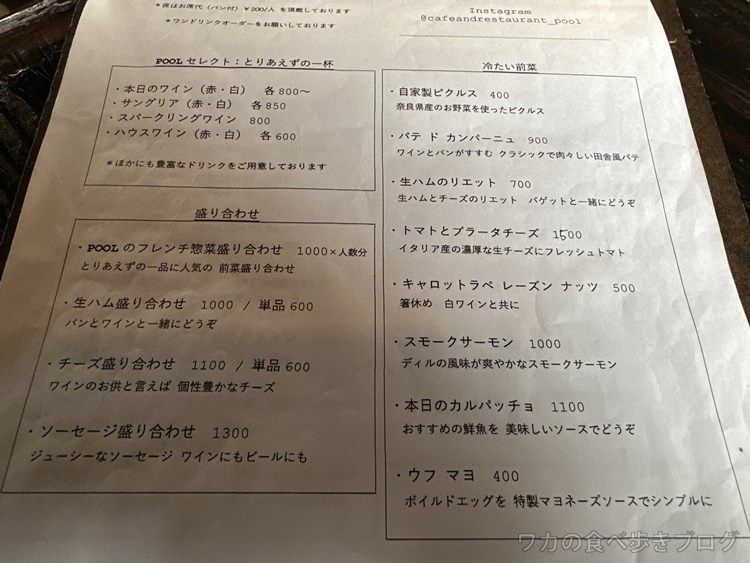 *夜はお席代(パン付)¥200/人 を頂戴しております
*ワンドリンクオーダーをお願いしております
Instagram
@cafeandrestaurant_pool
POOL セレクト:とりあえずの一杯
・本日のワイン(赤・白) 各800〜
・サングリア(赤・白) 各850
・スパークリングワイン 800
・ハウスワイン(赤・白) 各600
*ほかにも豊富なドリンクをご用意しております
盛り合わせ
・POOL のフレンチ惣菜盛り合わせ 1000×人数分
とりあえずの一品に人気の 前菜盛り合わせ
・生ハム盛り合わせ 1000 / 単品600
パンとワインと一緒にどうぞ
・チーズ盛り合わせ 1100 / 単品600
ワインのお供と言えば 個性豊かなチーズ
・ソーセージ盛り合わせ 1300
ジューシーなソーセージ ワインにもビールにも
冷たい前菜
・自家製ピクルス 400
奈良県産のお野菜を使ったピクルス
・パテ ド カンパーニュ 900
ワインとパンがすすむ クラシックで肉々しい田舎風パテ
・生ハムのリエット 700
生ハムとチーズのリエット バゲットと一緒にどうぞ
・トマトとブラータチーズ 1500
イタリア産の濃厚な生チーズにフレッシュトマト
・キャロットラペ レーズン ナッツ 500
箸休め 白ワインと共に
・スモークサーモン 1000
ディルの風味が爽やかなスモークサーモン
・本日のカルパッチョ 1100
おすすめの鮮魚を 美味しいソースでどうぞ
・ウフ マヨ 400
ボイルドエッグを 特製マヨネーズソースでシンプルに
ワカの食べ歩きブログ